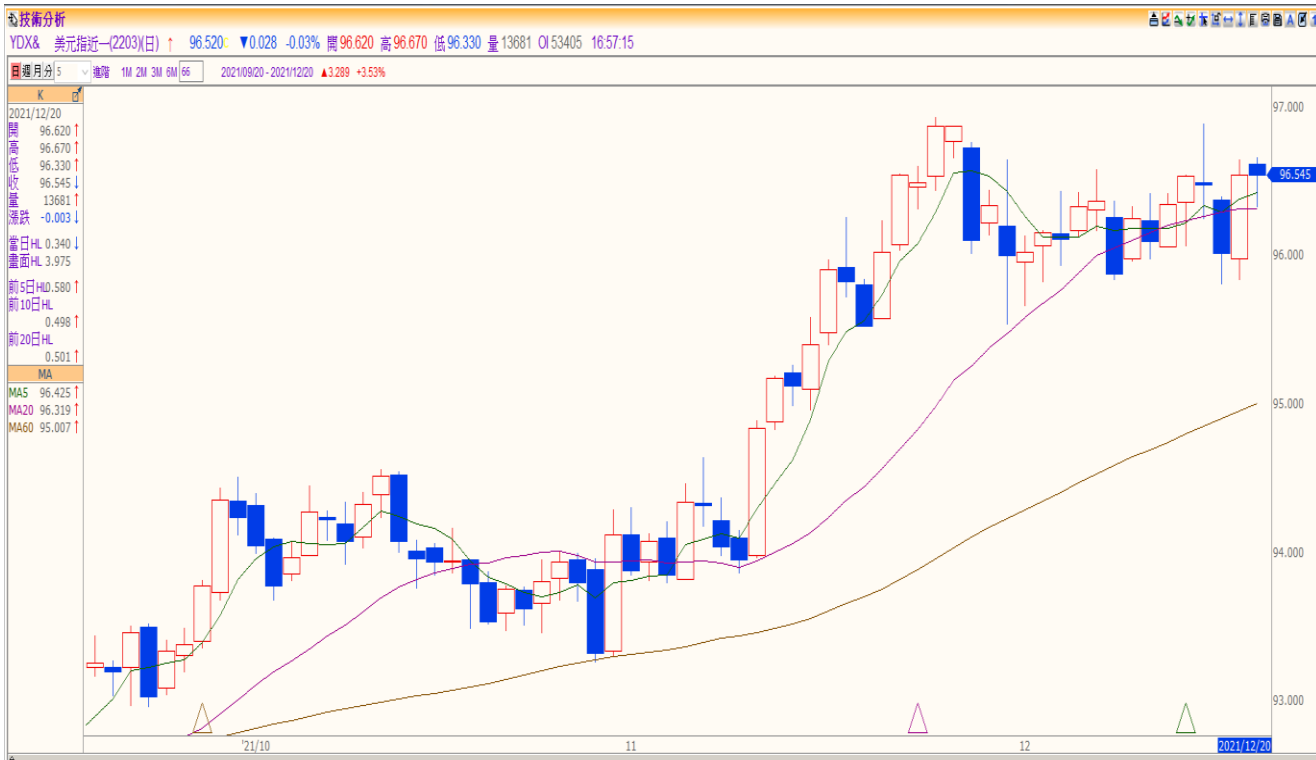 技術分析
YDX& 美元指近一(2203)(日) ↑ 96.520 ▼0.028 -0.03% 開 96.620 高 96.670 低 96.330 量 13681 OI 53405 16:57:15
日 週 月 分 5 進階 1M 2M 3M 6M 66 2021/09/20 - 2021/12/20 ▲3.289 +3.53%
K
2021/12/20
開 96.620 ↑
高 96.670 ↑
低 96.330 ↑
收 96.545 ↓
量 13681 ↑
漲跌 -0.003 ↓
當日HL 0.340 ↓
畫面HL 3.975
前5日HL 0.580 ↑
前10日HL
0.498 ↑
前20日HL
0.501 ↑
MA
MA5 96.425 ↑
MA20 96.319 ↑
MA60 95.007 ↑
97.000
96.545
96.000
95.000
94.000
93.000
'21/10 11 12 2021/12/20